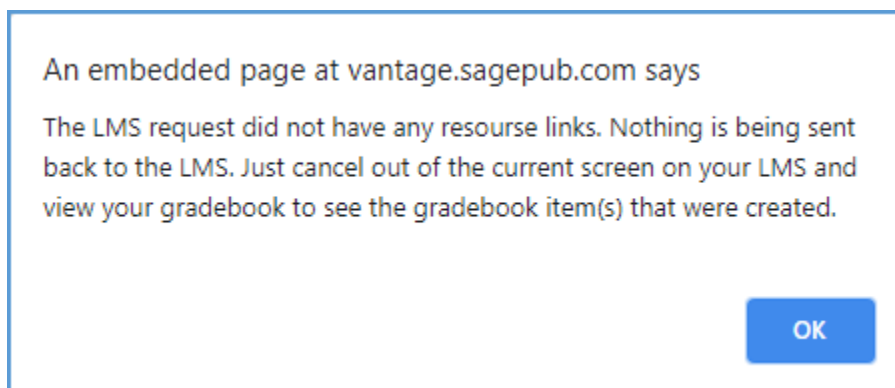 An embedded page at vantage.sagepub.com says
The LMS request did not have any resourse links. Nothing is being sent
back to the LMS. Just cancel out of the current screen on your LMS and
view your gradebook to see the gradebook item(s) that were created.
OK